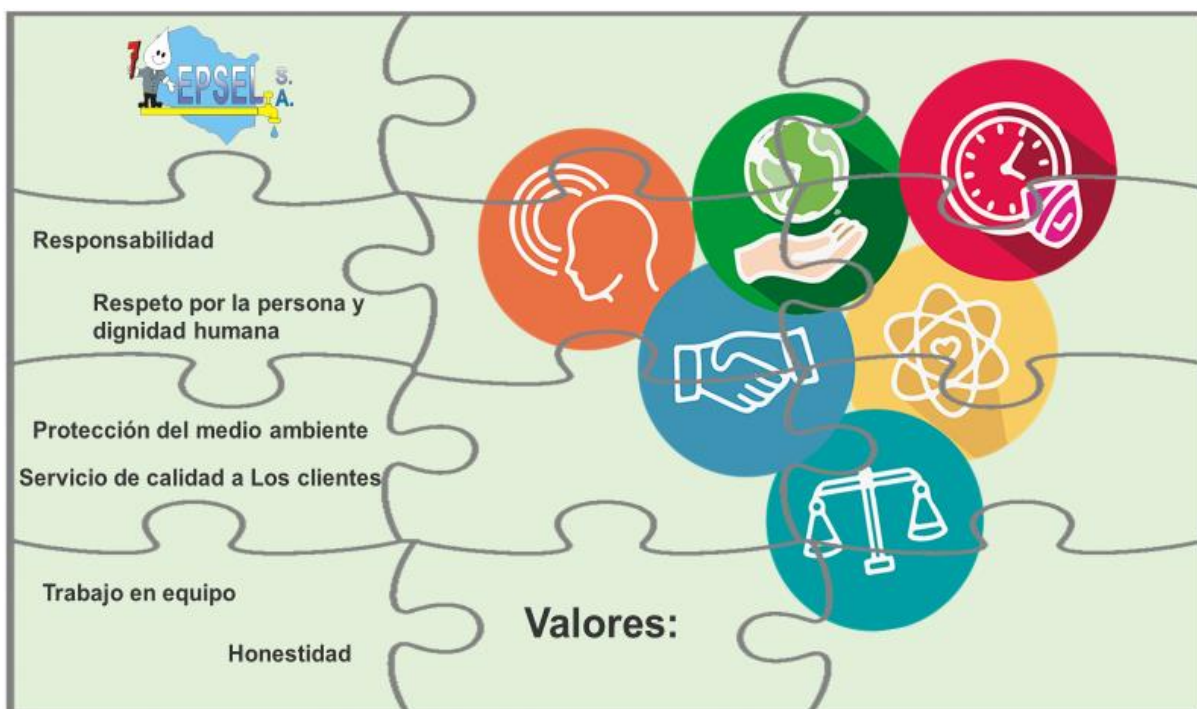 EPSEL S.
A.
Responsabilidad
Respeto por la persona y
dignidad humana
Protección del medio ambiente
Servicio de calidad a Los clientes
Trabajo en equipo
Honestidad
Valores: